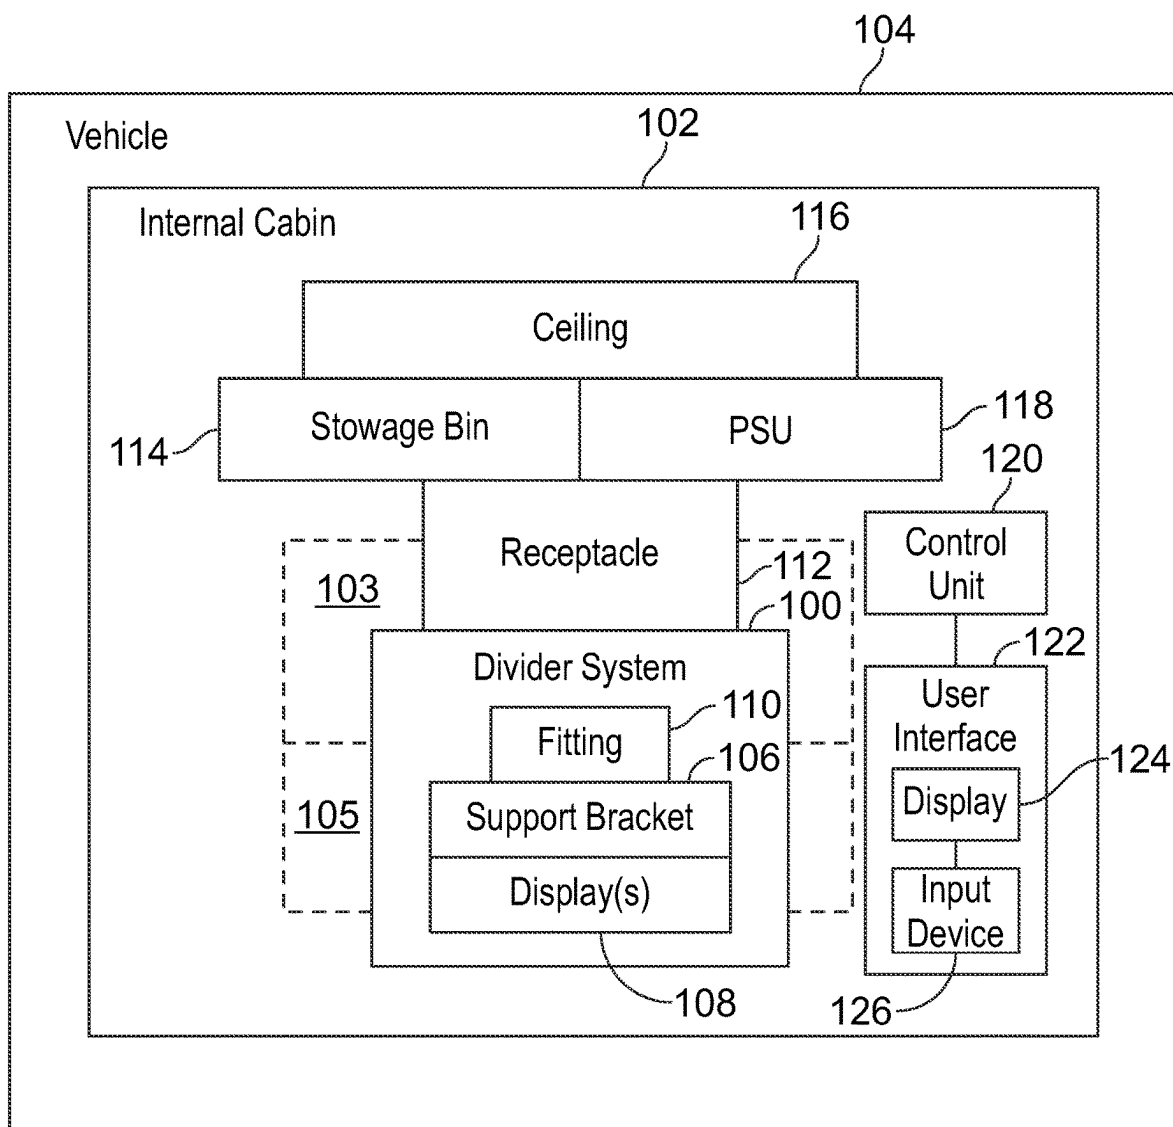 104
Vehicle
102
Internal Cabin
116
Ceiling
Stowage Bin
PSU
118
114
120
Receptacle
Control
Unit
112
103
100
122
Divider System
User
Interface
110
Fitting
106
124
105
Support Bracket
Display
Display(s)
Input
Device
108
126